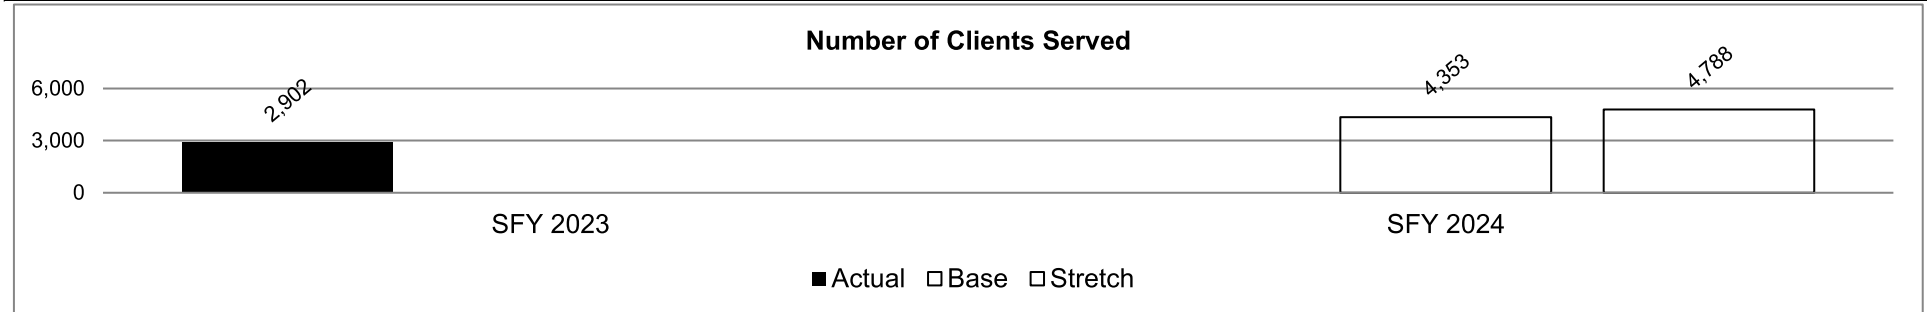 Number of Clients Served
6,000
3,000
0
2,902
4,353
4,788
SFY 2023
SFY 2024
Actual Base Stretch